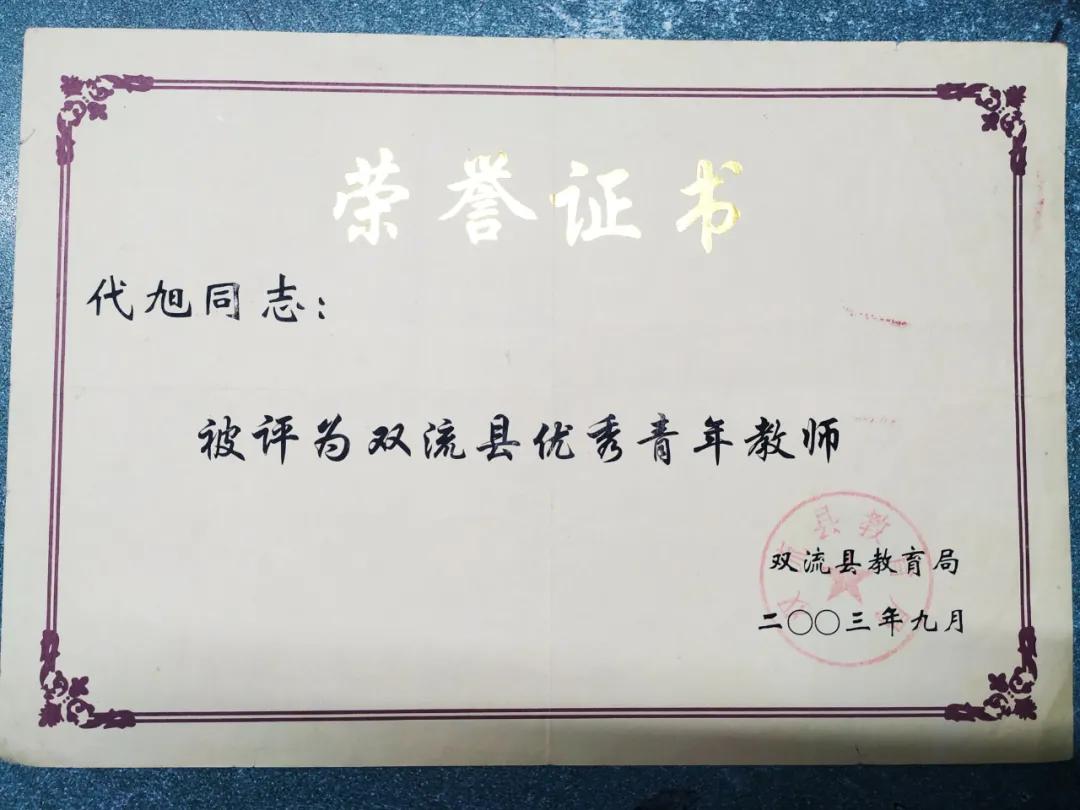 荣誉证书
代旭同志：
被评为双流县优秀青年教师
双流县教育局
二〇〇三年九月